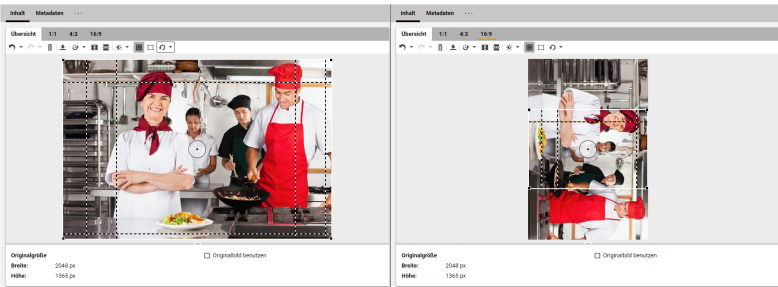 Inhalt Metadaten ···
Übersicht 1:1 4:3 16:9
Originalgröße
Breite: 2048 px
Höhe: 1365 px
Originalbild benutzen
Inhalt Metadaten ···
Übersicht 1:1 4:3 16:9
Originalgröße
Breite: 2048 px
Höhe: 1365 px
Originalbild benutzen